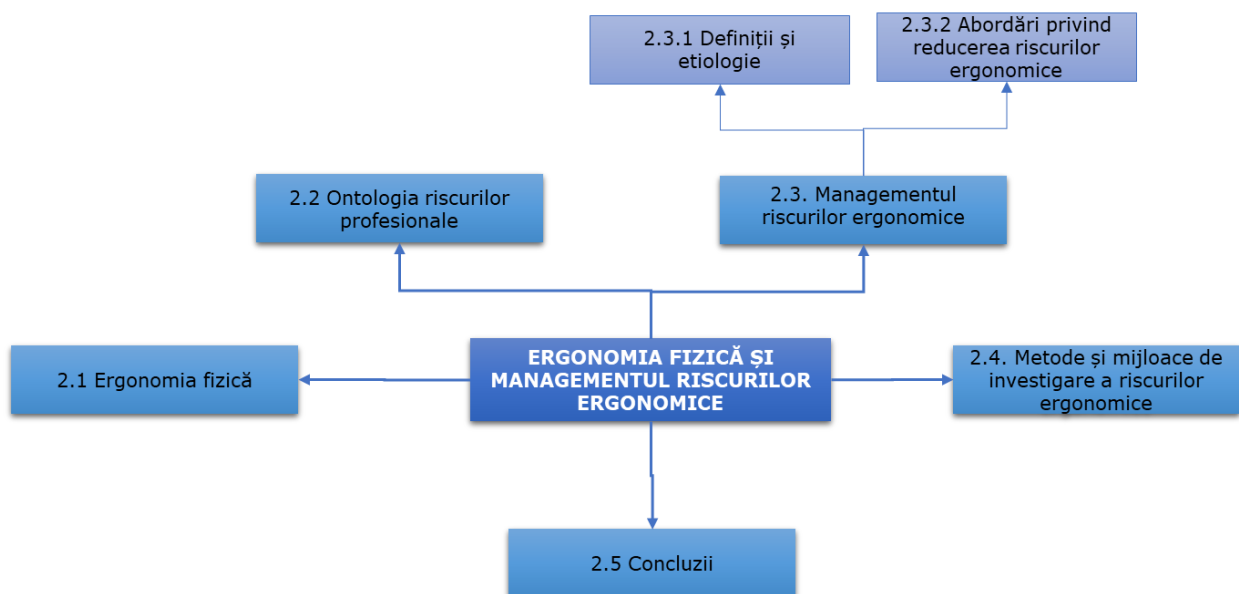 2.3.1 Definiții și
etiologie
2.3.2 Abordări privind
reducerea riscurilor
ergonomice
2.2 Ontologia riscurilor
profesionale
2.3. Managementul
riscurilor ergonomice
2.1 Ergonomia fizică
ERGONOMIA FIZICĂ ȘI
MANAGEMENTUL RISCURILOR
ERGONOMICE
2.4. Metode și mijloace de
investigare a riscurilor
ergonomice
2.5 Concluzii